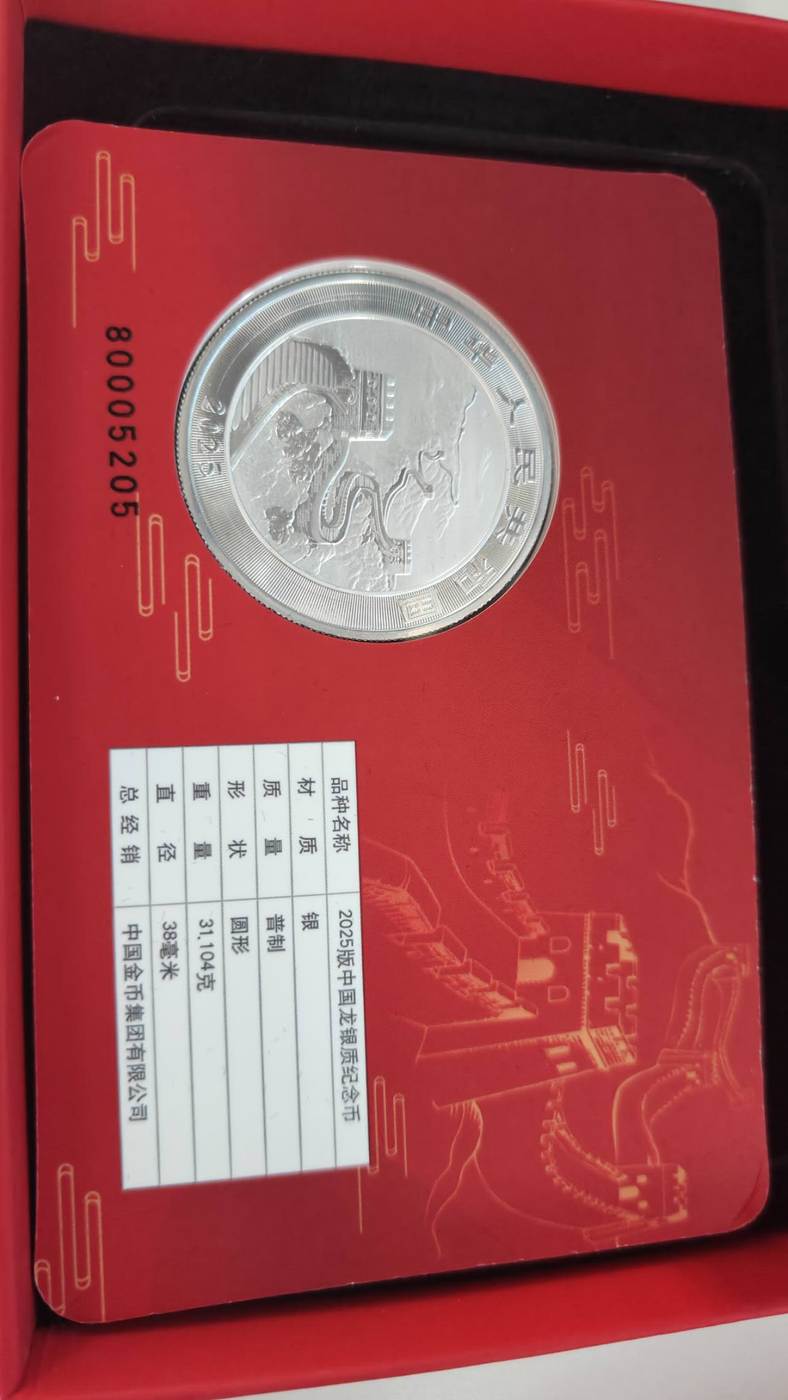 中华人民共和国
2025
80005205
品种名称 2025版中国龙银质纪念币
材质 银
质量 普制
形状 圆形
重量 31.104克
直径 38毫米
总经销 中国金币集团有限公司